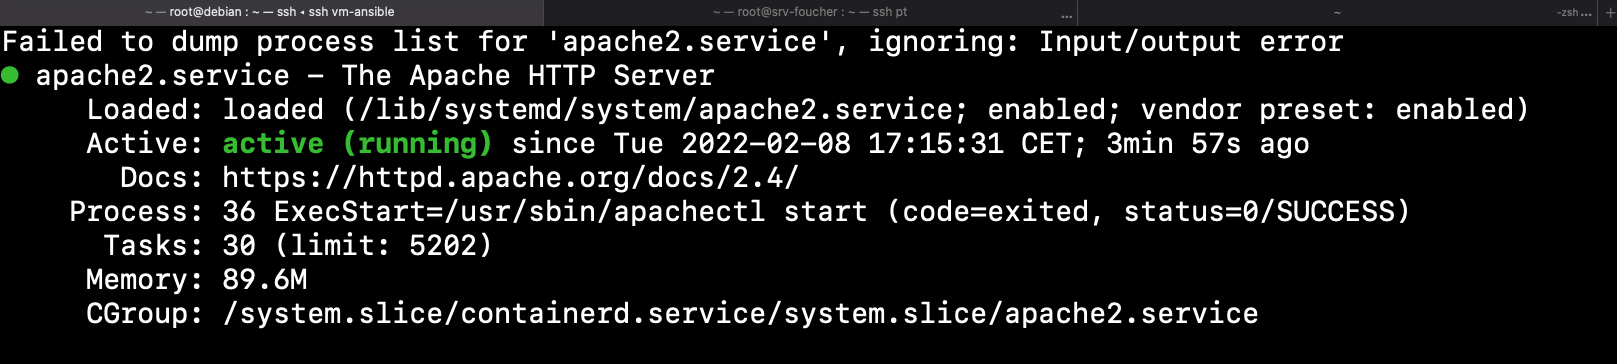 ~ — root@debian : ~ — ssh ◂ ssh vm-ansible
~ — root@srv-foucher : ~ — ssh pt ...
~ -zsh ... +
Failed to dump process list for 'apache2.service', ignoring: Input/output error
● apache2.service – The Apache HTTP Server
Loaded: loaded (/lib/systemd/system/apache2.service; enabled; vendor preset: enabled)
Active: active (running) since Tue 2022-02-08 17:15:31 CET; 3min 57s ago
Docs: https://httpd.apache.org/docs/2.4/
Process: 36 ExecStart=/usr/sbin/apachectl start (code=exited, status=0/SUCCESS)
Tasks: 30 (limit: 5202)
Memory: 89.6M
CGroup: /system.slice/containerd.service/system.slice/apache2.service